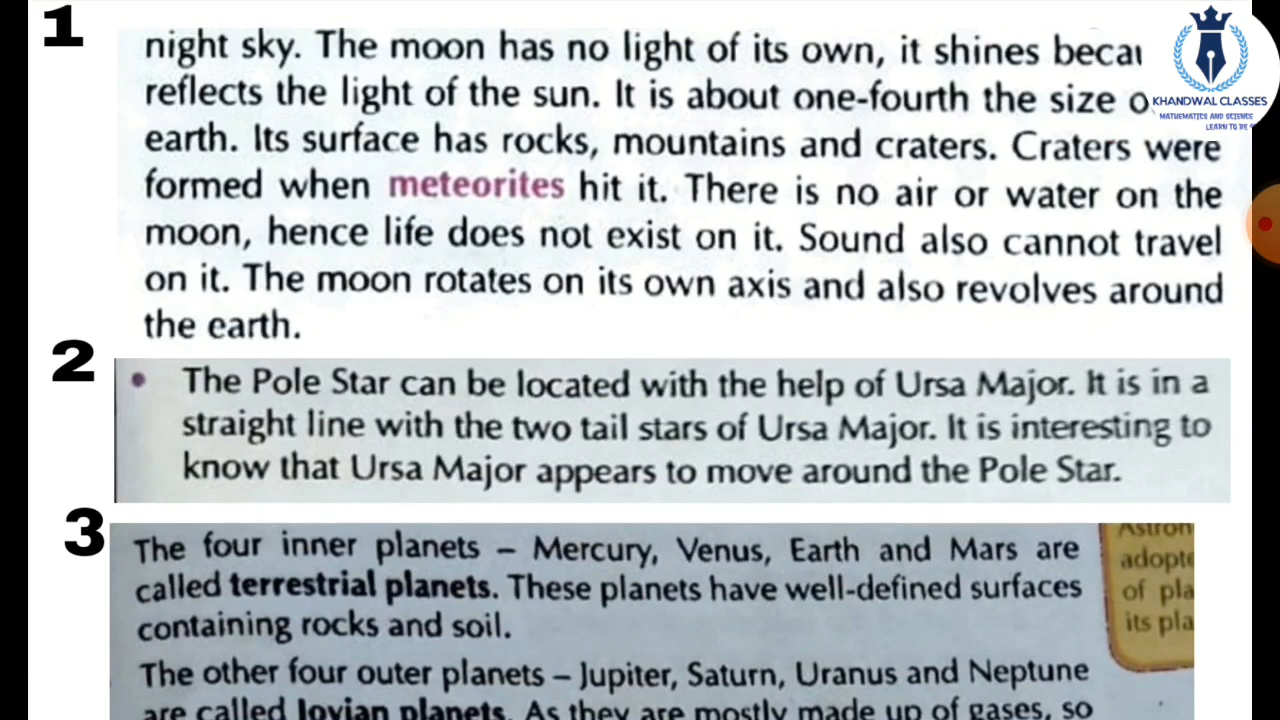 1
night sky. The moon has no light of its own, it shines
reflects the light of the sun. It is about one-fourth the size
earth. Its surface has rocks, mountains and craters. Craters were
formed when meteorites hit it. There is no air or water on the
moon, hence life does not exist on it. Sound also cannot travel
on it. The moon rotates on its own axis and also revolves around
the earth.
KHANDWAL CLASSES
MATHEMATICS AND SCIENCE
LEARN TO BE
2
• The Pole Star can be located with the help of Ursa Major. It is in a
straight line with the two tail stars of Ursa Major. It is interesting to
know that Ursa Major appears to move around the Pole Star.
3
The four inner planets – Mercury, Venus, Earth and Mars are
called terrestrial planets. These planets have well-defined surfaces
containing rocks and soil.
The other four outer planets – Jupiter, Saturn, Uranus and Neptune
are called Jovian planets. As they are mostly made up of gases, so
of
its